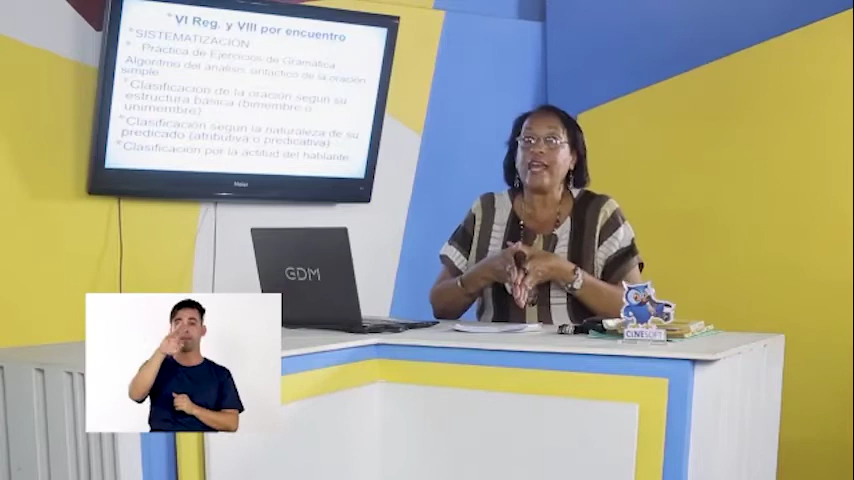 *VI Reg. y VIII por encuentro
*SISTEMATIZACIÓN
* Práctica de Ejercicios de Gramática
Algoritmo del análisis sintáctico de la oración
simple.
*Clasificación de la oración según su
estructura básica (bimembre o
unimembre)
*Clasificación según la naturaleza de su
predicado (atributiva o predicativa)
*Clasificación por la actitud del hablante
Haier
GDM
CINESOFT